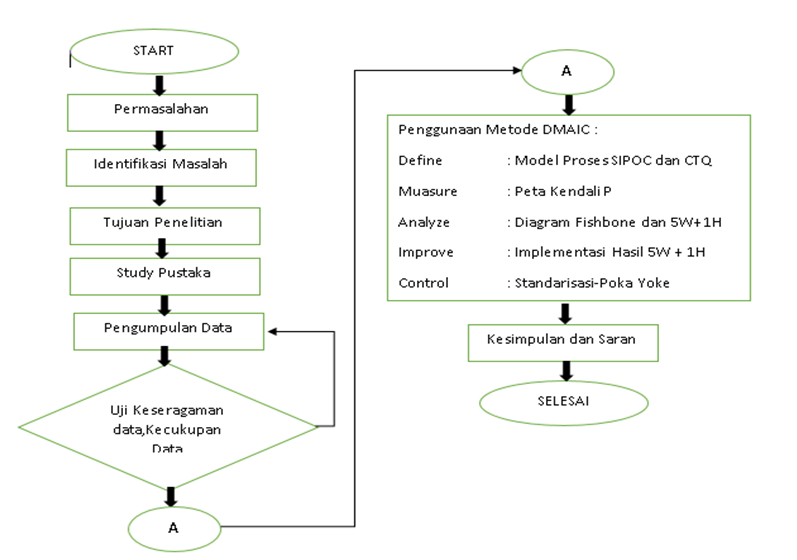 START
Permasalahan
Identifikasi Masalah
Tujuan Penelitian
Study Pustaka
Pengumpulan Data
Uji Keseragaman
data,Kecukupan
Data
A
A
Penggunaan Metode DMAIC :
Define : Model Proses SIPOC dan CTQ
Muasure : Peta Kendali P
Analyze : Diagram Fishbone dan 5W+1H
Improve : Implementasi Hasil 5W + 1H
Control : Standarisasi-Poka Yoke
Kesimpulan dan Saran
SELESAI